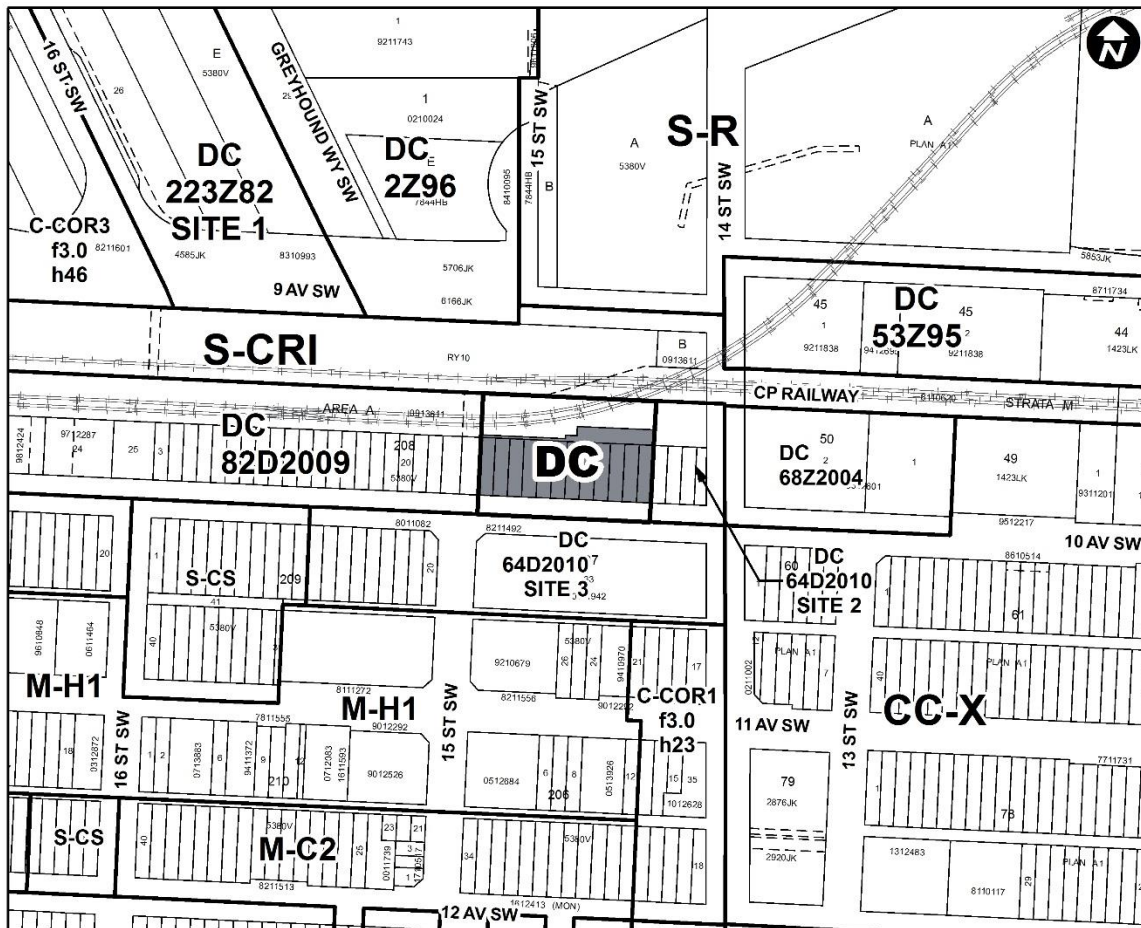 1
9211743
N
16 ST SW
E
5380V
GREYHOUND WY SW
26
1
0210024
15 ST SW
S-R
A
5380V
A
PLAN A1
DC
223Z82
SITE 1
DC
2Z96
E
7844HB
8410095
7844HB
B
14 ST SW
C-COR3
f3.0
h46
8211601
4585JK
8310993
5706JK
9 AV SW
6166JK
5853JK
8711734
DC
53Z95
45
1
9211838
45
2
9211838
44
1423LK
S-CRI
RY10
B
0913611
CP RAILWAY
STRATA M
AREA A
9913611
DC
82D2009
208
20
5380V
9812424
9712287
24
25
3
DC
50
2
DC
68Z2004
1
49
1423LK
1
9311201
9512217
10 AV SW
8011082
8211492
DC
64D2010
SITE 3
DC
64D2010
SITE 2
60
8610514
1
61
20
1
S-CS
209
20
41
40
5380V
9610848
0611464
M-H1
8111272
M-H1
9210679
8211556
5380V
26
24
9410970
21
17
9012292
C-COR1
f3.0
h23
0211002
12
PLAN A1
7
40
PLAN A1
CC-X
11 AV SW
13 ST SW
16 ST SW
15 ST SW
18
0312872
7811555
9012292
1
2
0713883
6
9411372
9
210
12
0712083
1611593
9012526
0512884
6
8
0513926
12
206
15
35
1012628
79
2876JK
2920JK
7711731
1
76
S-CS
40
5380V
M-C2
25
23
21
0011739
3
1
8211513
34
5380V
18
1312483
8110117
29
PLAN A1
1612413 (MON)
12 AV SW